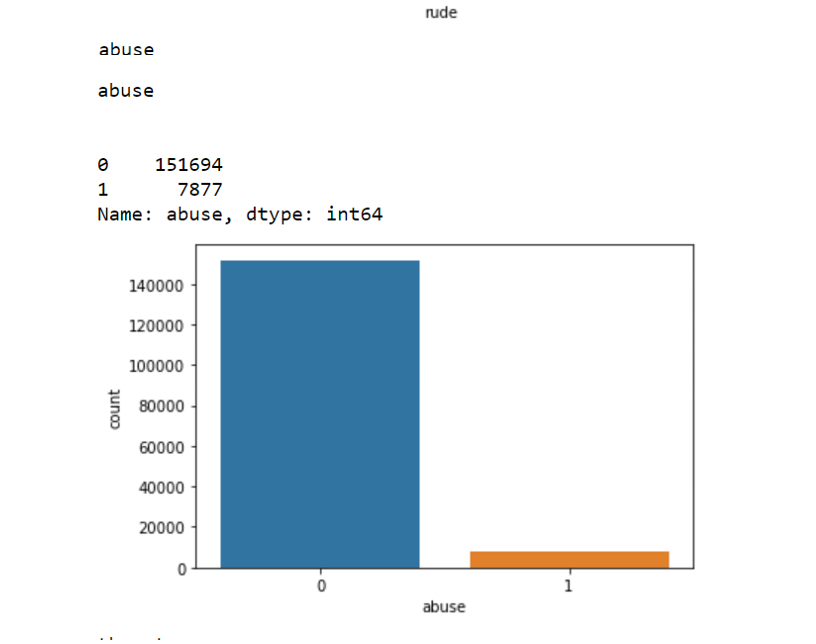 rude
abuse
abuse
0    151694
1      7877
Name: abuse, dtype: int64
140000
120000
100000
80000
60000
40000
20000
0
count
0 1
abuse